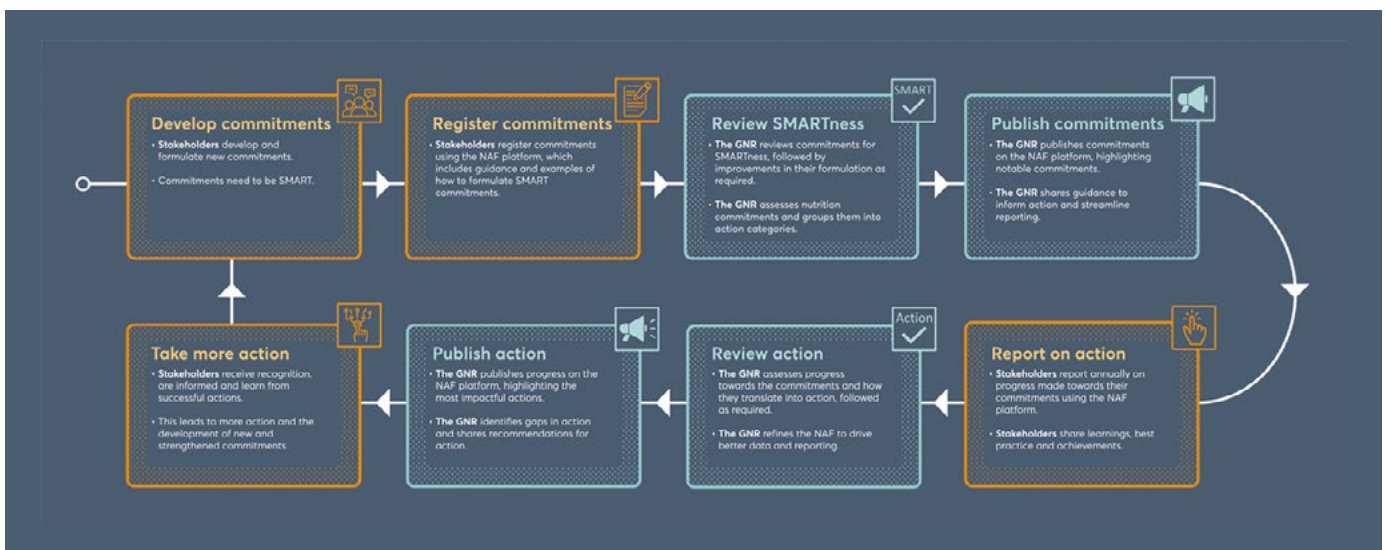 SMART
Action
Develop commitments
• Stakeholders develop and
formulate new commitments.
• Commitments need to be SMART.
Register commitments
• Stakeholders register commitments
using the NAF platform, which
includes guidance and examples of
how to formulate SMART
commitments.
Review SMARTness
• The GNR reviews commitments for
SMARTness, followed by
improvements in their formulation as
required.
• The GNR assesses nutrition
commitments and groups them into
action categories.
Publish commitments
• The GNR publishes commitments
on the NAF platform, highlighting
notable commitments.
• The GNR shares guidance to
inform action and streamline
reporting.
Report on action
• Stakeholders report annually on
progress made towards their
commitments using the NAF
platform.
• Stakeholders share learnings, best
practice and achievements.
Review action
• The GNR assesses progress
towards the commitments and how
they translate into action, followed
as required.
• The GNR refines the NAF to drive
better data and reporting
Publish action
• The GNR publishes progress on the
NAF platform, highlighting the
most impactful actions.
• The GNR identifies gaps in action
and shares recommendations for
action.
Take more action
• Stakeholders receive recognition,
are informed and learn from
successful actions.
• This leads to more action and the
development of new and
strengthened commitments.